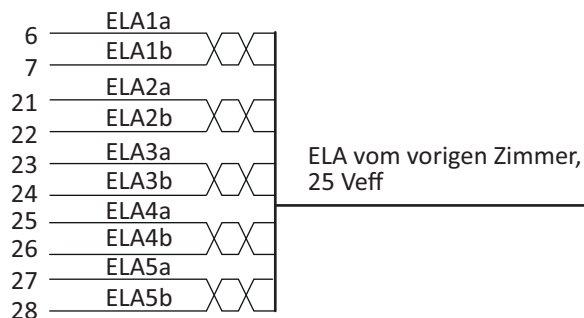 6 ELA1a
7 ELA1b
21 ELA2a
22 ELA2b
23 ELA3a
24 ELA3b
25 ELA4a
26 ELA4b
27 ELA5a
28 ELA5b
ELA vom vorigen Zimmer,
25 Veff